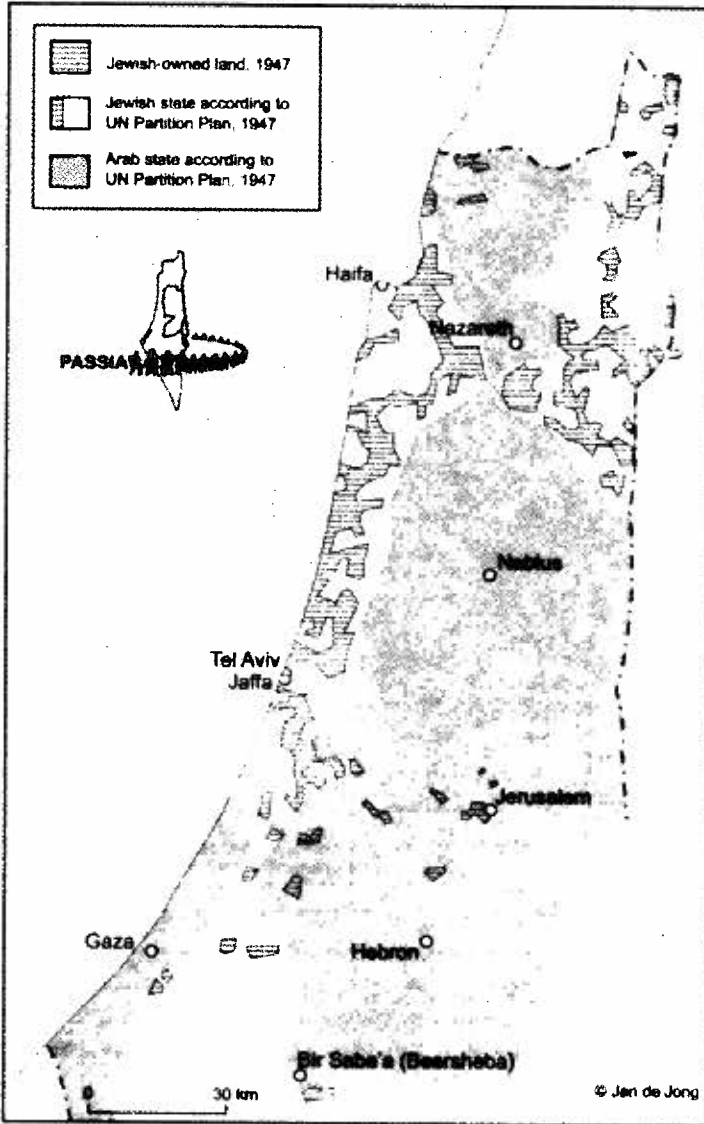 Jewish-owned land, 1947
Jewish state according to
UN Partition Plan, 1947
Arab state according to
UN Partition Plan, 1947
Haifa
Nazareth
PASSIA
Nablus
Tel Aviv
Jaffa
Jerusalem
Gaza
Hebron
Bir Saba'a (Beersheba)
0 30 km
© Jan de Jong